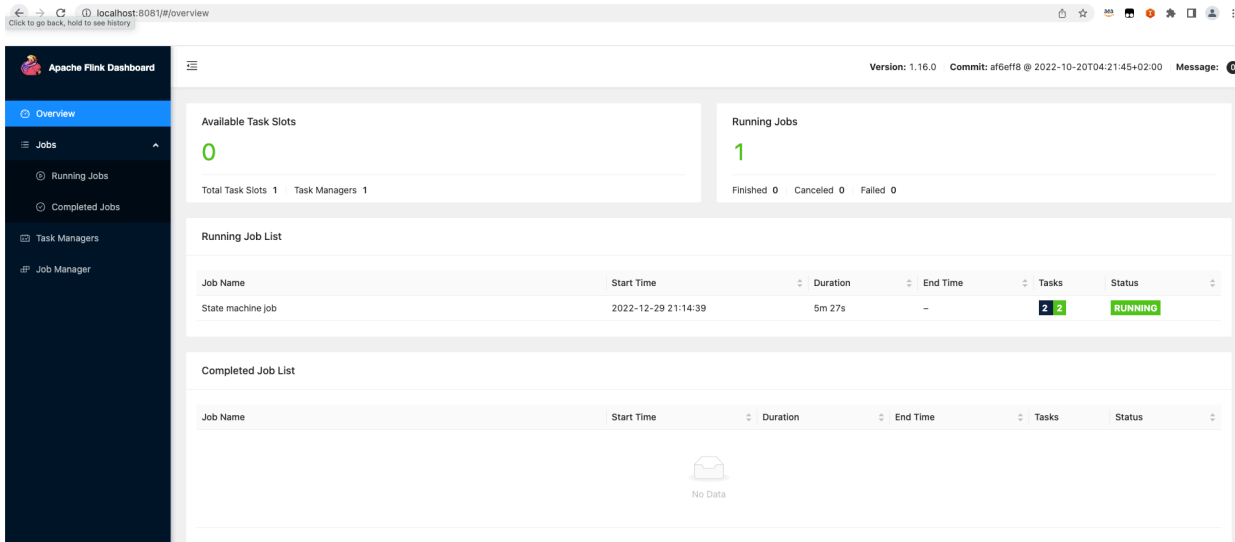 localhost:8081/#/overview
Click to go back, hold to see history
Apache Flink Dashboard
Version: 1.16.0 Commit: af6eff8 @ 2022-10-20T04:21:45+02:00 Message: 0
Overview
Jobs
Running Jobs
Completed Jobs
Task Managers
Job Manager
Available Task Slots
0
Total Task Slots 1 Task Managers 1
Running Jobs
1
Finished 0 Canceled 0 Failed 0
Running Job List
Job Name Start Time Duration End Time Tasks Status
State machine job 2022-12-29 21:14:39 5m 27s – 2 2 RUNNING
Completed Job List
Job Name Start Time Duration End Time Tasks Status
No Data